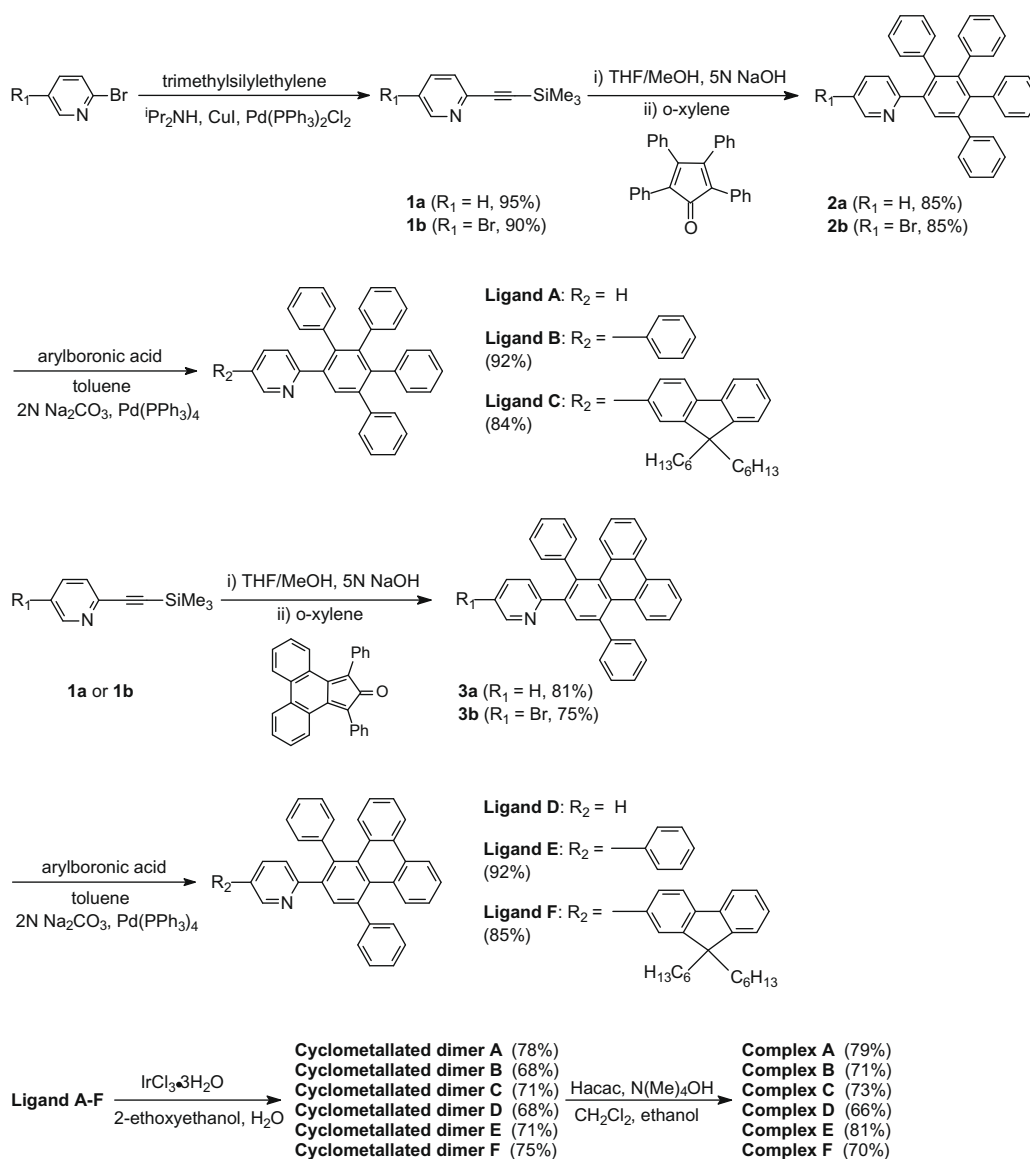 R1
N
Br
trimethylsilylethylene
iPr2NH, CuI, Pd(PPh3)2Cl2
R1
N
SiMe3
1a (R1 = H, 95%)
1b (R1 = Br, 90%)
i) THF/MeOH, 5N NaOH
ii) o-xylene
Ph Ph
Ph Ph
O
R1
N
2a (R1 = H, 85%)
2b (R1 = Br, 85%)
arylboronic acid
toluene
2N Na2CO3, Pd(PPh3)4
R2
N
Ligand A: R2 = H
Ligand B: R2 =
(92%)
Ligand C: R2 =
(84%)
H13C6 C6H13
R1
N
SiMe3
1a or 1b
i) THF/MeOH, 5N NaOH
ii) o-xylene
Ph
O
Ph
R1
N
3a (R1 = H, 81%)
3b (R1 = Br, 75%)
arylboronic acid
toluene
2N Na2CO3, Pd(PPh3)4
R2
N
Ligand D: R2 = H
Ligand E: R2 =
(92%)
Ligand F: R2 =
(85%)
H13C6 C6H13
Ligand A-F
IrCl3•3H2O
2-ethoxyethanol, H2O
Cyclometallated dimer A (78%)
Cyclometallated dimer B (68%)
Cyclometallated dimer C (71%)
Cyclometallated dimer D (68%)
Cyclometallated dimer E (71%)
Cyclometallated dimer F (75%)
Hacac, N(Me)4OH
CH2Cl2, ethanol
Complex A (79%)
Complex B (71%)
Complex C (73%)
Complex D (66%)
Complex E (81%)
Complex F (70%)